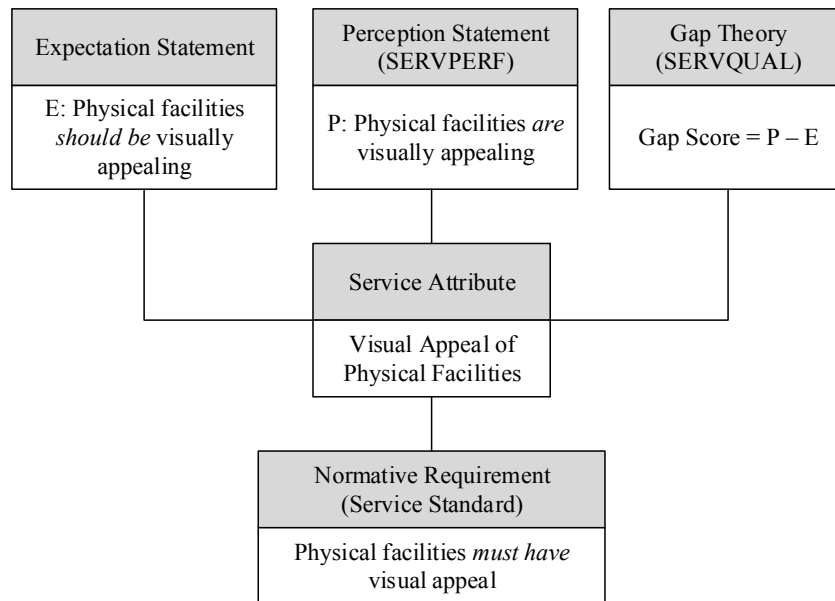 Expectation Statement
E: Physical facilities
should be visually
appealing
Perception Statement
(SERVPERF)
P: Physical facilities are
visually appealing
Gap Theory
(SERVQUAL)
Gap Score = P – E
Service Attribute
Visual Appeal of
Physical Facilities
Normative Requirement
(Service Standard)
Physical facilities must have
visual appeal